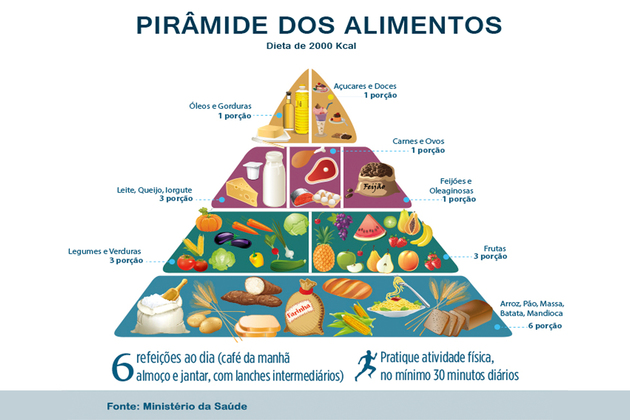 PIRÂMIDE DOS ALIMENTOS
Dieta de 2000 Kcal
Açucares e Doces
1 porção
Óleos e Gorduras
1 porção
Carnes e Ovos
1 porção
Leite, Queijo, Iorgute
3 porção
Feijão
Feijões e
Oleaginosas
1 porção
Legumes e Verduras
3 porção
Frutas
3 porção
Farinha
Arroz, Pão, Massa,
Batata, Mandioca
6 porção
6 refeições ao dia (café da manhã
almoço e jantar, com lanches intermediários)
Pratique atividade física,
no mínimo 30 minutos diários
Fonte: Ministério da Saúde